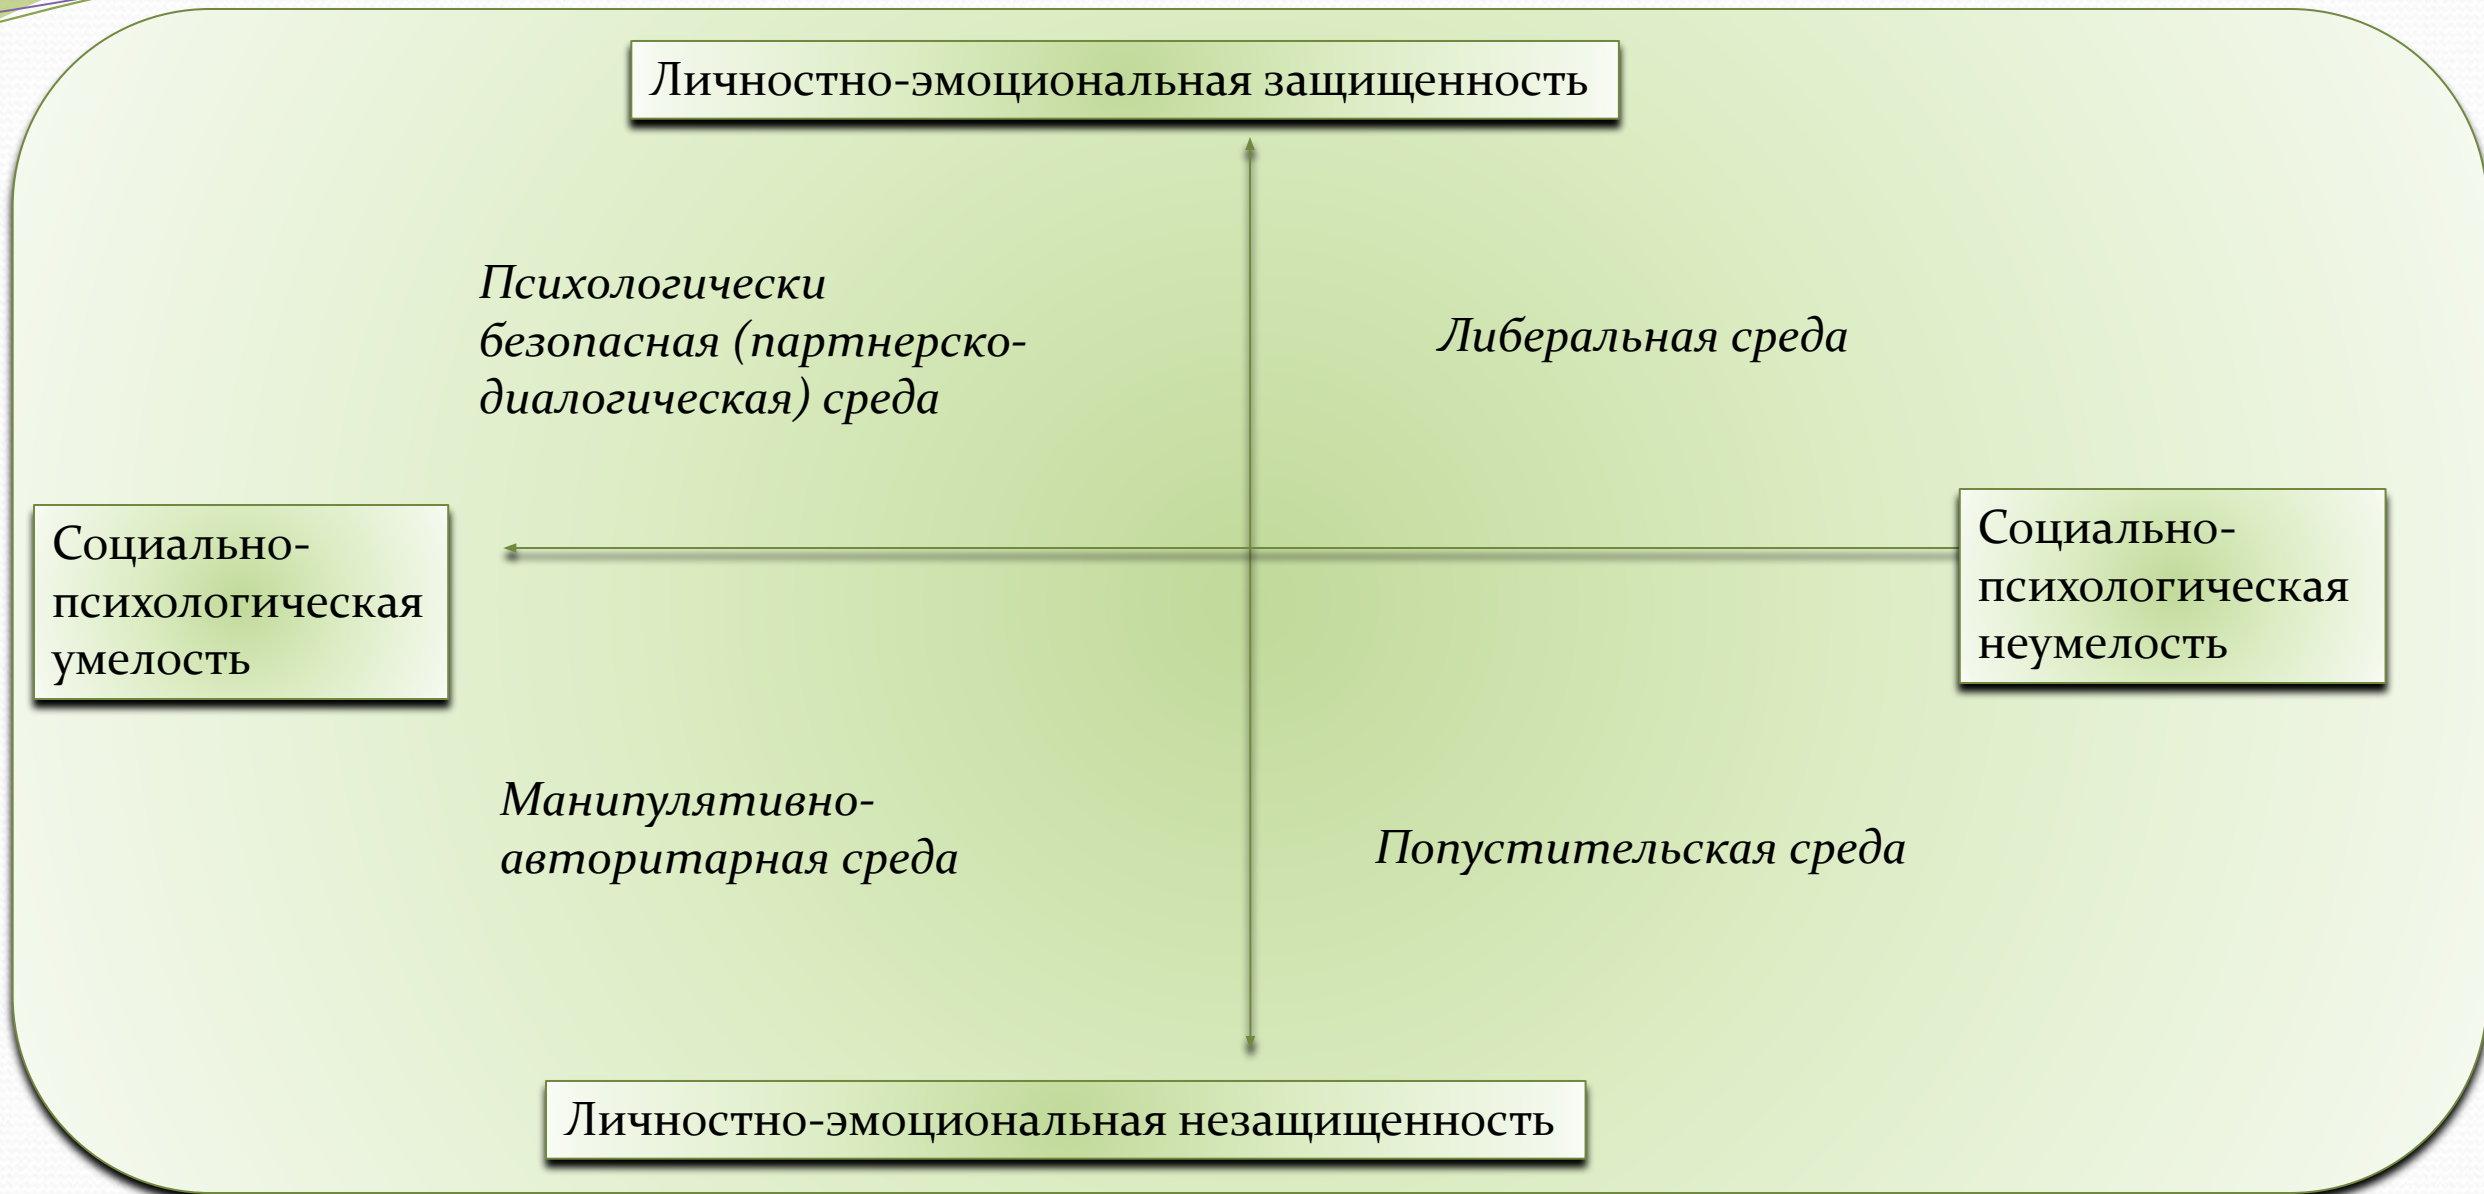 Личностно-эмоциональная защищенность
Психологически
безопасная (партнерско-
диалогическая) среда
Либеральная среда
Социально-
психологическая
умелость
Социально-
психологическая
неумелость
Манипулятивно-
авторитарная среда
Попустительская среда
Личностно-эмоциональная незащищенность